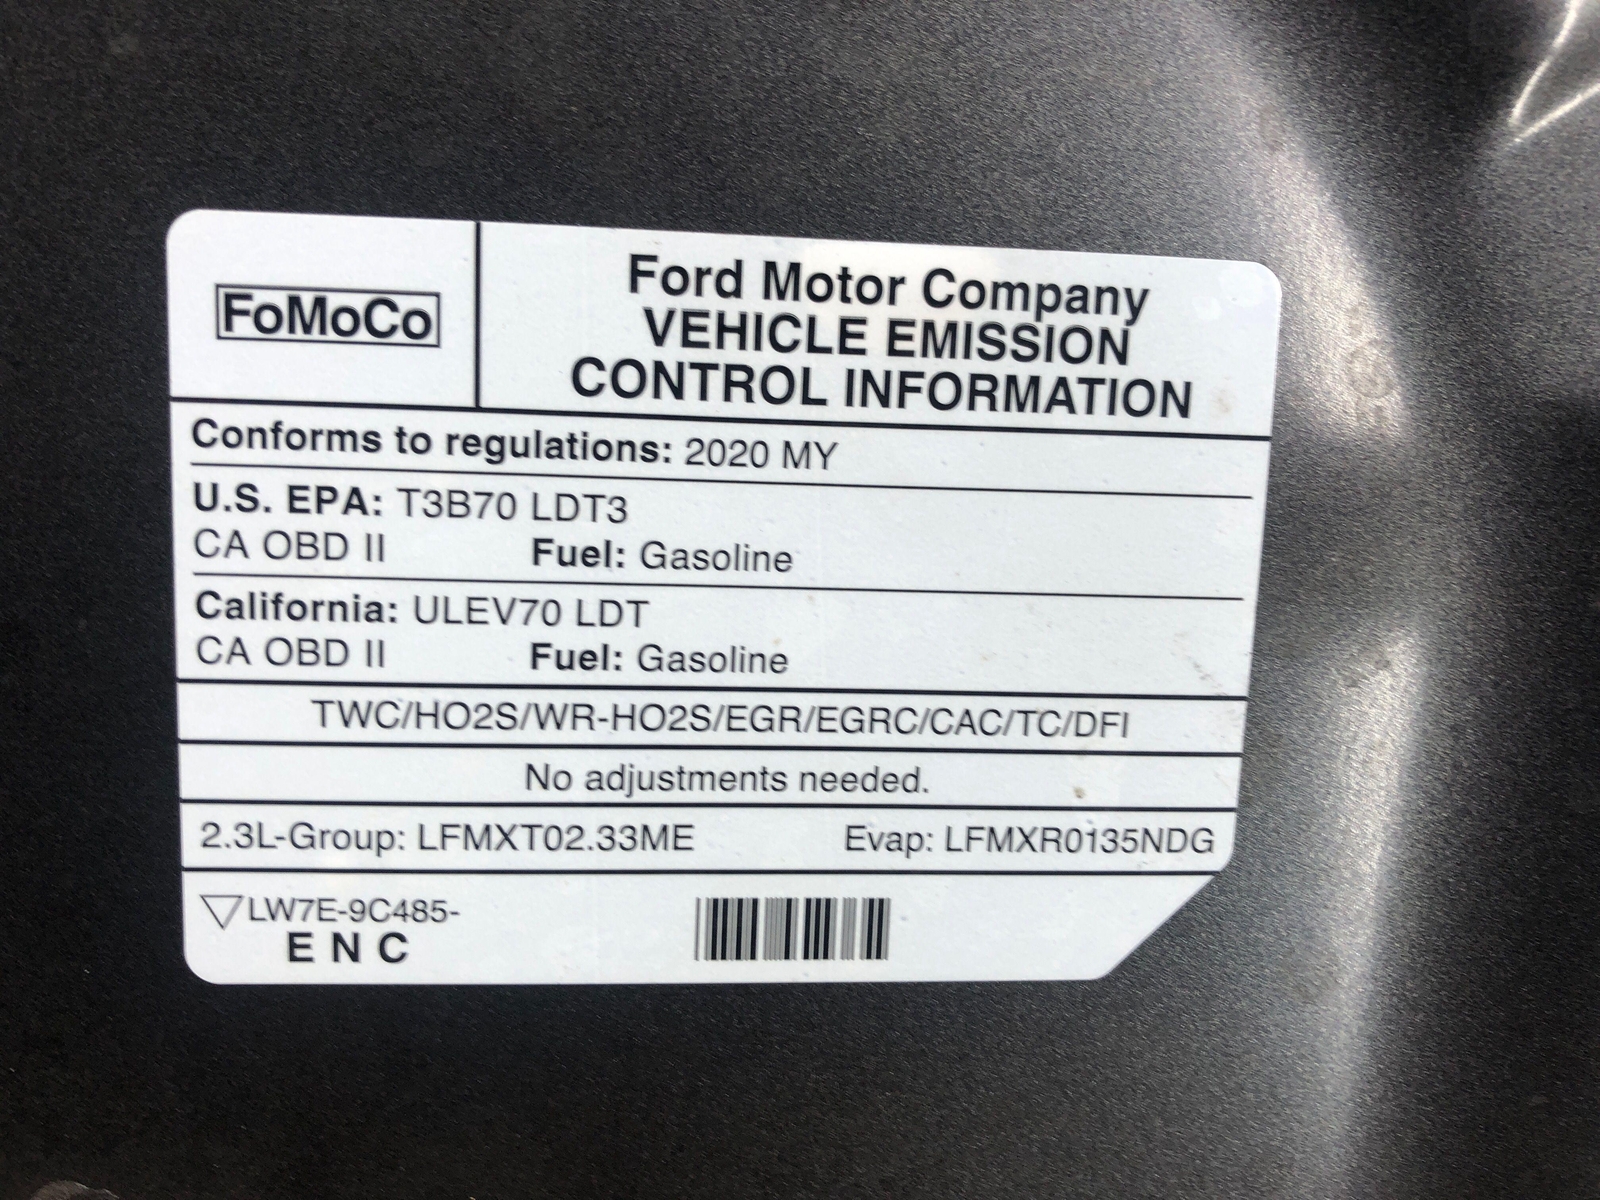 FoMoCo
Ford Motor Company
VEHICLE EMISSION
CONTROL INFORMATION
Conforms to regulations: 2020 MY
U.S. EPA: T3B70 LDT3
CA OBD II Fuel: Gasoline
California: ULEV70 LDT
CA OBD II Fuel: Gasoline
TWC/HO2S/WR-HO2S/EGR/EGRC/CAC/TC/DFI
No adjustments needed.
2.3L-Group: LFMXT02.33ME Evap: LFMXR0135NDG
LW7E-9C485-
E N C